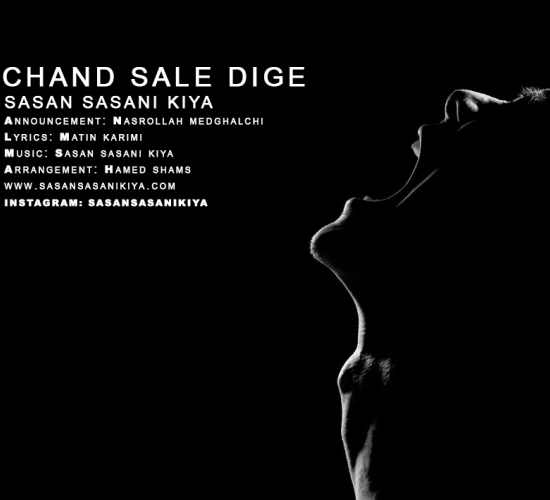 CHAND SALE DIGE
SASAN SASANI KIYA
ANNOUNCEMENT: NASROLLAH MEDGHALCHI
LYRICS: MATIN KARIMI
MUSIC: SASAN SASANI KIYA
ARRANGEMENT: HAMED SHAMS
WWW.SASANSASANIKIYA.COM
INSTAGRAM: SASANSASANIKIYA